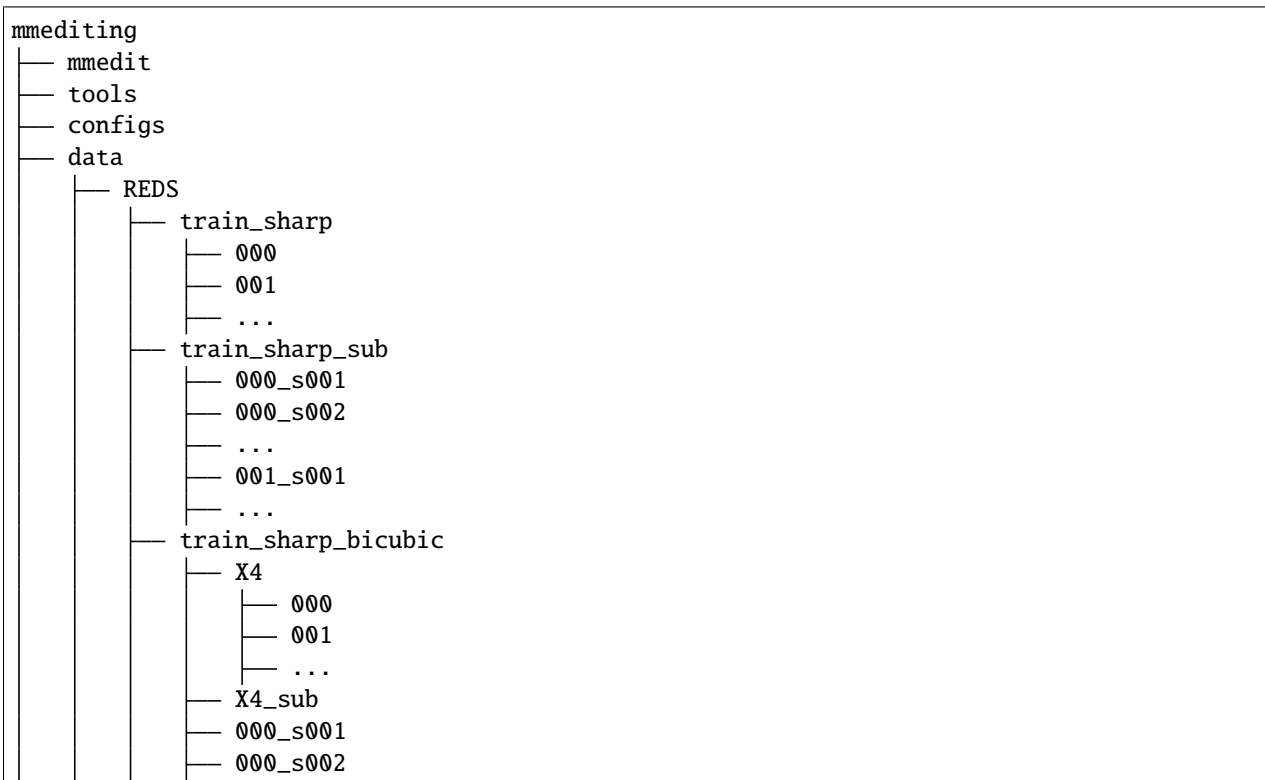 mmediting
├── mmedit
├── tools
├── configs
├── data
│   ├── REDS
│   │   ├── train_sharp
│   │   │   ├── 000
│   │   │   ├── 001
│   │   │   ├── ...
│   │   ├── train_sharp_sub
│   │   │   ├── 000_s001
│   │   │   ├── 000_s002
│   │   │   ├── ...
│   │   │   ├── 001_s001
│   │   │   ├── ...
│   │   ├── train_sharp_bicubic
│   │   │   ├── X4
│   │   │   │   ├── 000
│   │   │   │   ├── 001
│   │   │   │   ├── ...
│   │   │   ├── X4_sub
│   │   │   ├── 000_s001
│   │   │   ├── 000_s002